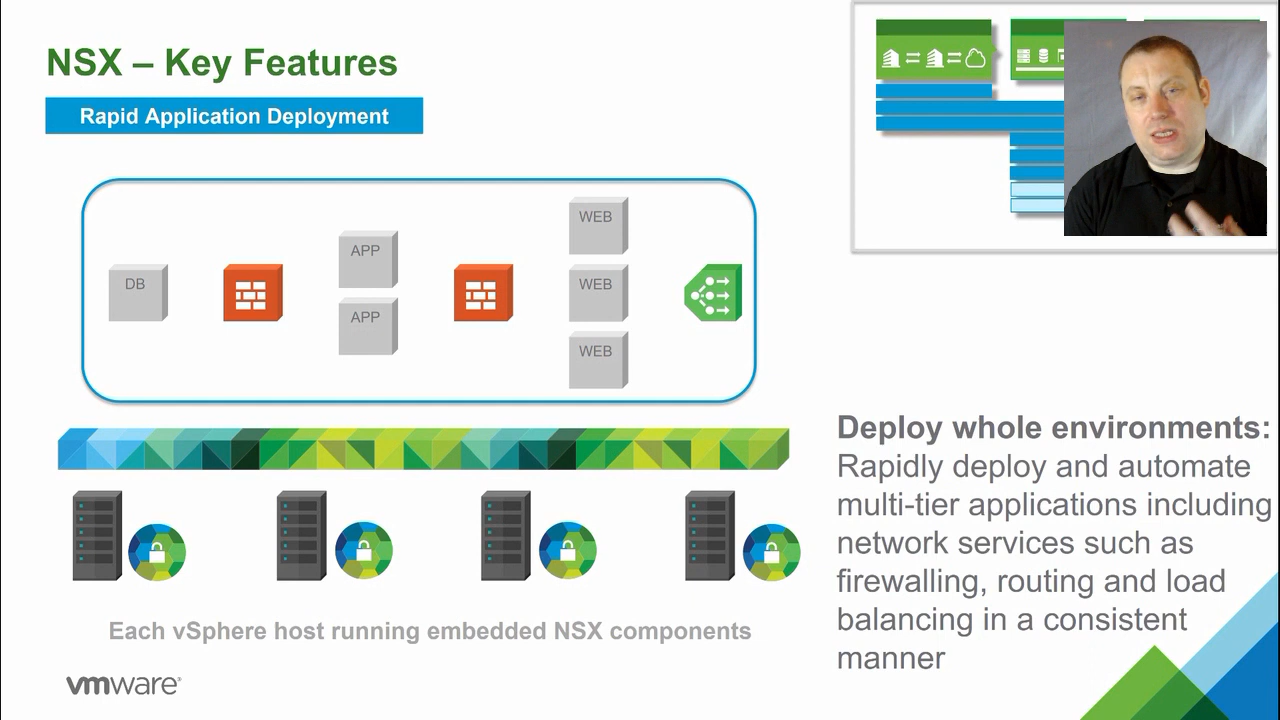 NSX – Key Features
Rapid Application Deployment
WEB
APP
DB
WEB
APP
WEB
Deploy whole environments:
Rapidly deploy and automate
multi-tier applications including
network services such as
firewalling, routing and load
balancing in a consistent
manner
Each vSphere host running embedded NSX components
vmware®